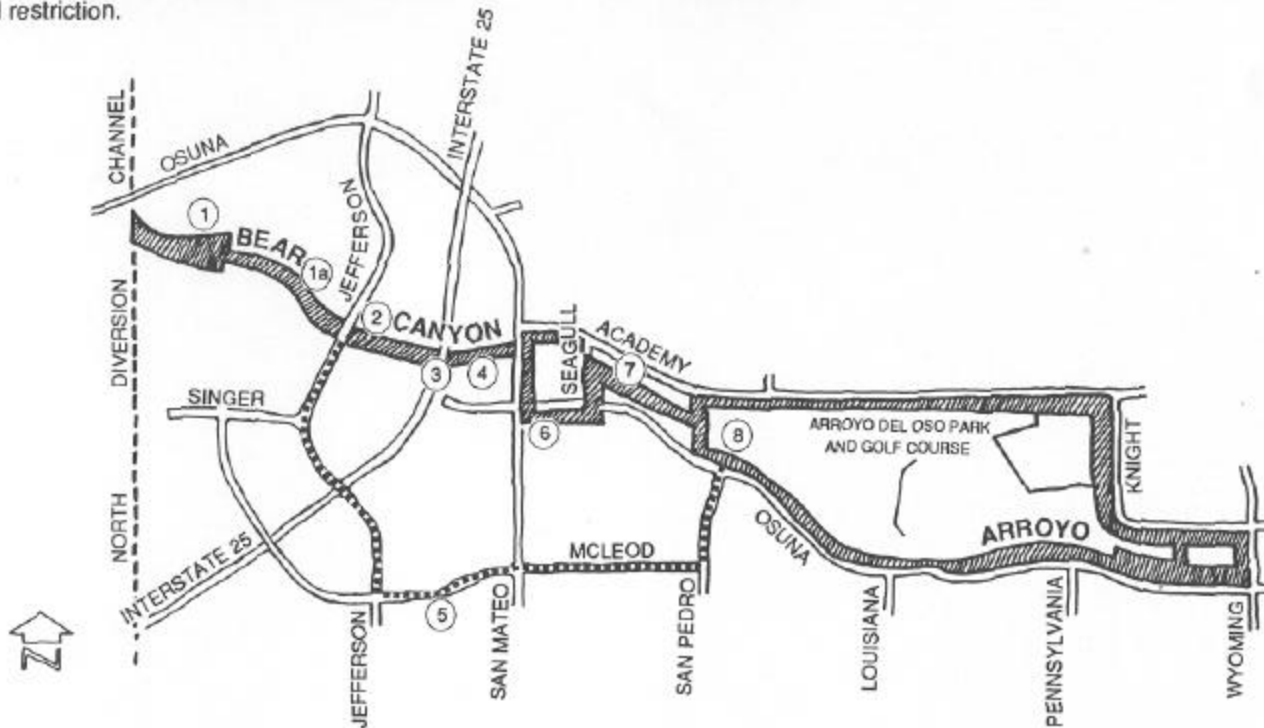 restriction.
CHANNEL
OSUNA
INTERSTATE 25
1
BEAR
1a
JEFFERSON
DIVERSION
2
CANYON
3
4
SEAGULL
ACADEMY
7
SINGER
6
8
ARROYO DEL OSO PARK
AND GOLF COURSE
KNIGHT
NORTH
OSUNA
ARROYO
MCLEOD
INTERSTATE 25
5
N
JEFFERSON
SAN MATEO
SAN PEDRO
LOUISIANA
PENNSYLVANIA
WYOMING